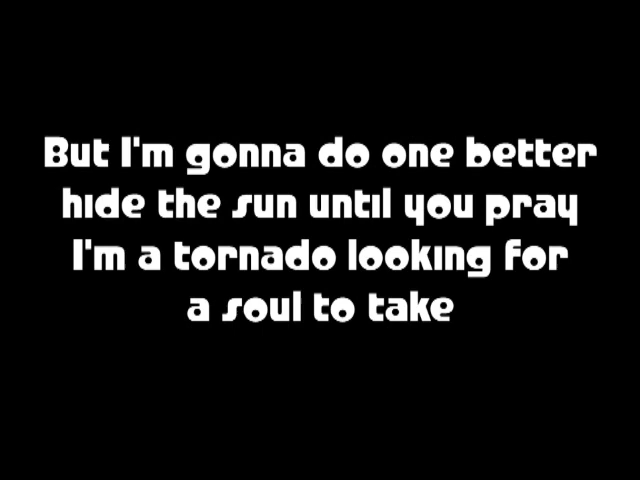 But I'm gonna do one better
hide the sun until you pray
I'm a tornado looking for
a soul to take